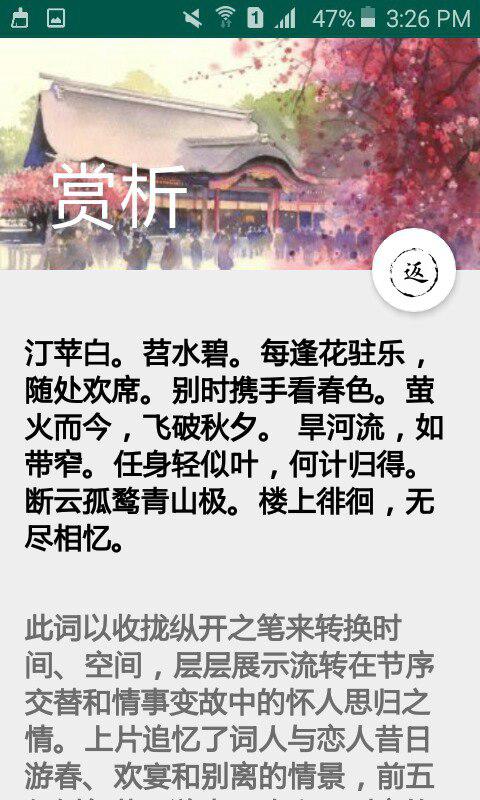 47% 3:26 PM
赏析
返
汀苹白。苕水碧。每逢花驻乐，
随处欢席。别时携手看春色。萤
火而今，飞破秋夕。 旱河流，如
带窄。任身轻似叶，何计归得。
断云孤鹜青山极。楼上徘徊，无
尽相忆。
此词以收拢纵开之笔来转换时
间、空间，层层展示流转在节序
交替和情事变故中的怀人思归之
情。上片追忆了词人与恋人昔日
游春、欢宴和别离的情景，前五